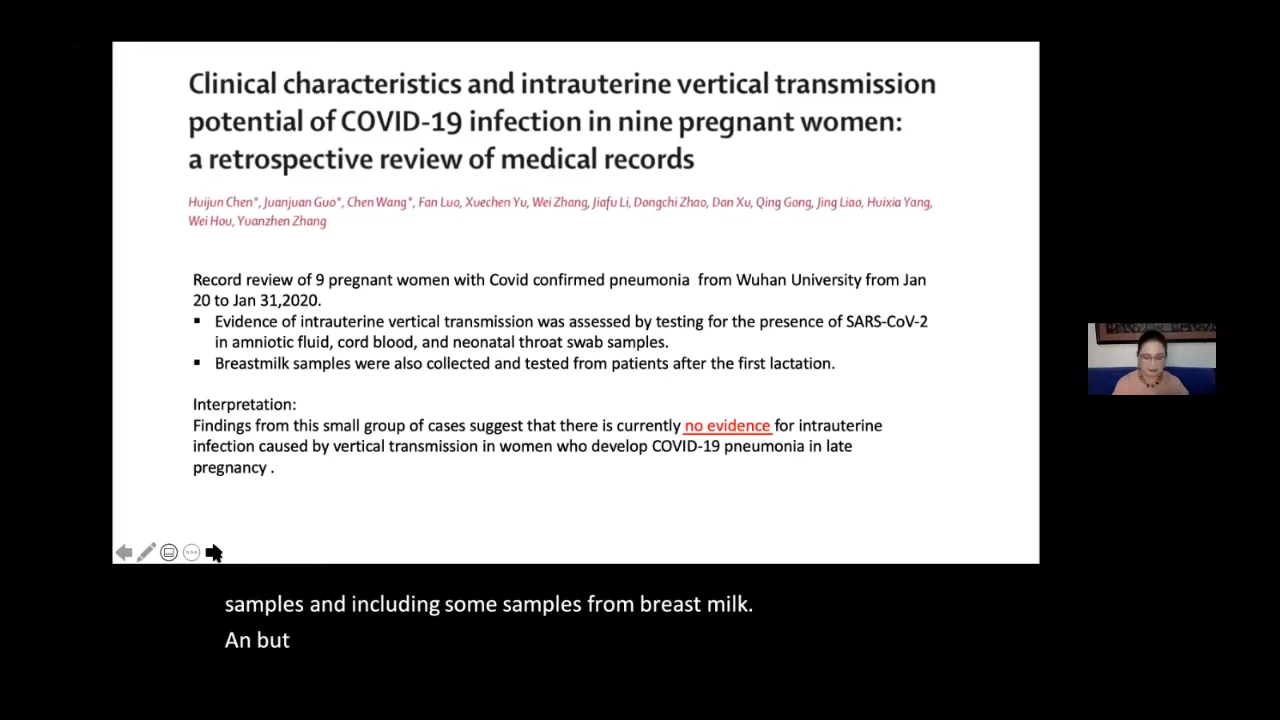 Clinical characteristics and intrauterine vertical transmission
potential of COVID-19 infection in nine pregnant women:
a retrospective review of medical records
Huijun Chen*, Juanjuan Guo*, Chen Wang*, Fan Luo, Xuechen Yu, Wei Zhang, Jiafu Li, Dongchi Zhao, Dan Xu, Qing Gong, Jing Liao, Huixia Yang,
Wei Hou, Yuanzhen Zhang
Record review of 9 pregnant women with Covid confirmed pneumonia from Wuhan University from Jan
20 to Jan 31,2020.
▪ Evidence of intrauterine vertical transmission was assessed by testing for the presence of SARS-CoV-2
in amniotic fluid, cord blood, and neonatal throat swab samples.
▪ Breastmilk samples were also collected and tested from patients after the first lactation.
Interpretation:
Findings from this small group of cases suggest that there is currently no evidence for intrauterine
infection caused by vertical transmission in women who develop COVID-19 pneumonia in late
pregnancy .
samples and including some samples from breast milk.
An but